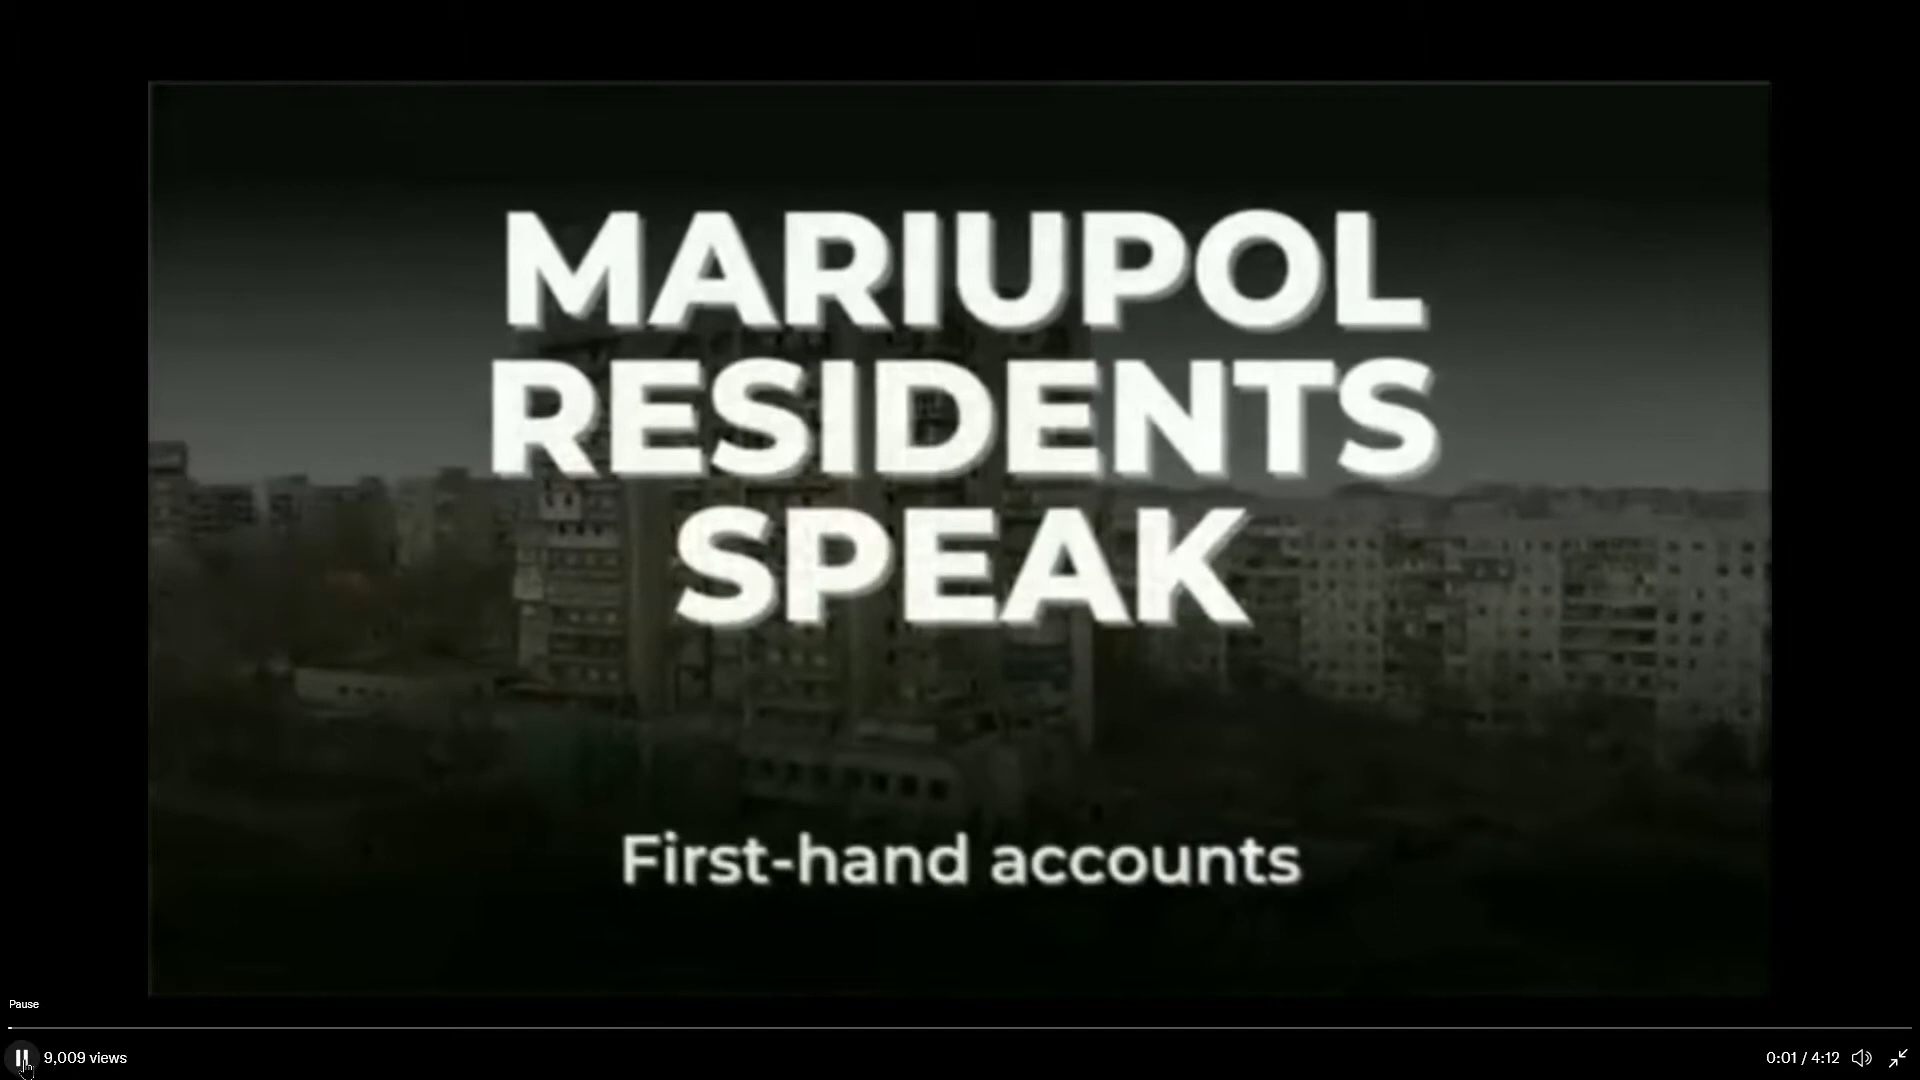 MARIUPOL
RESIDENTS
SPEAK
First-hand accounts
Pause
9,009 views
0:01 / 4:12